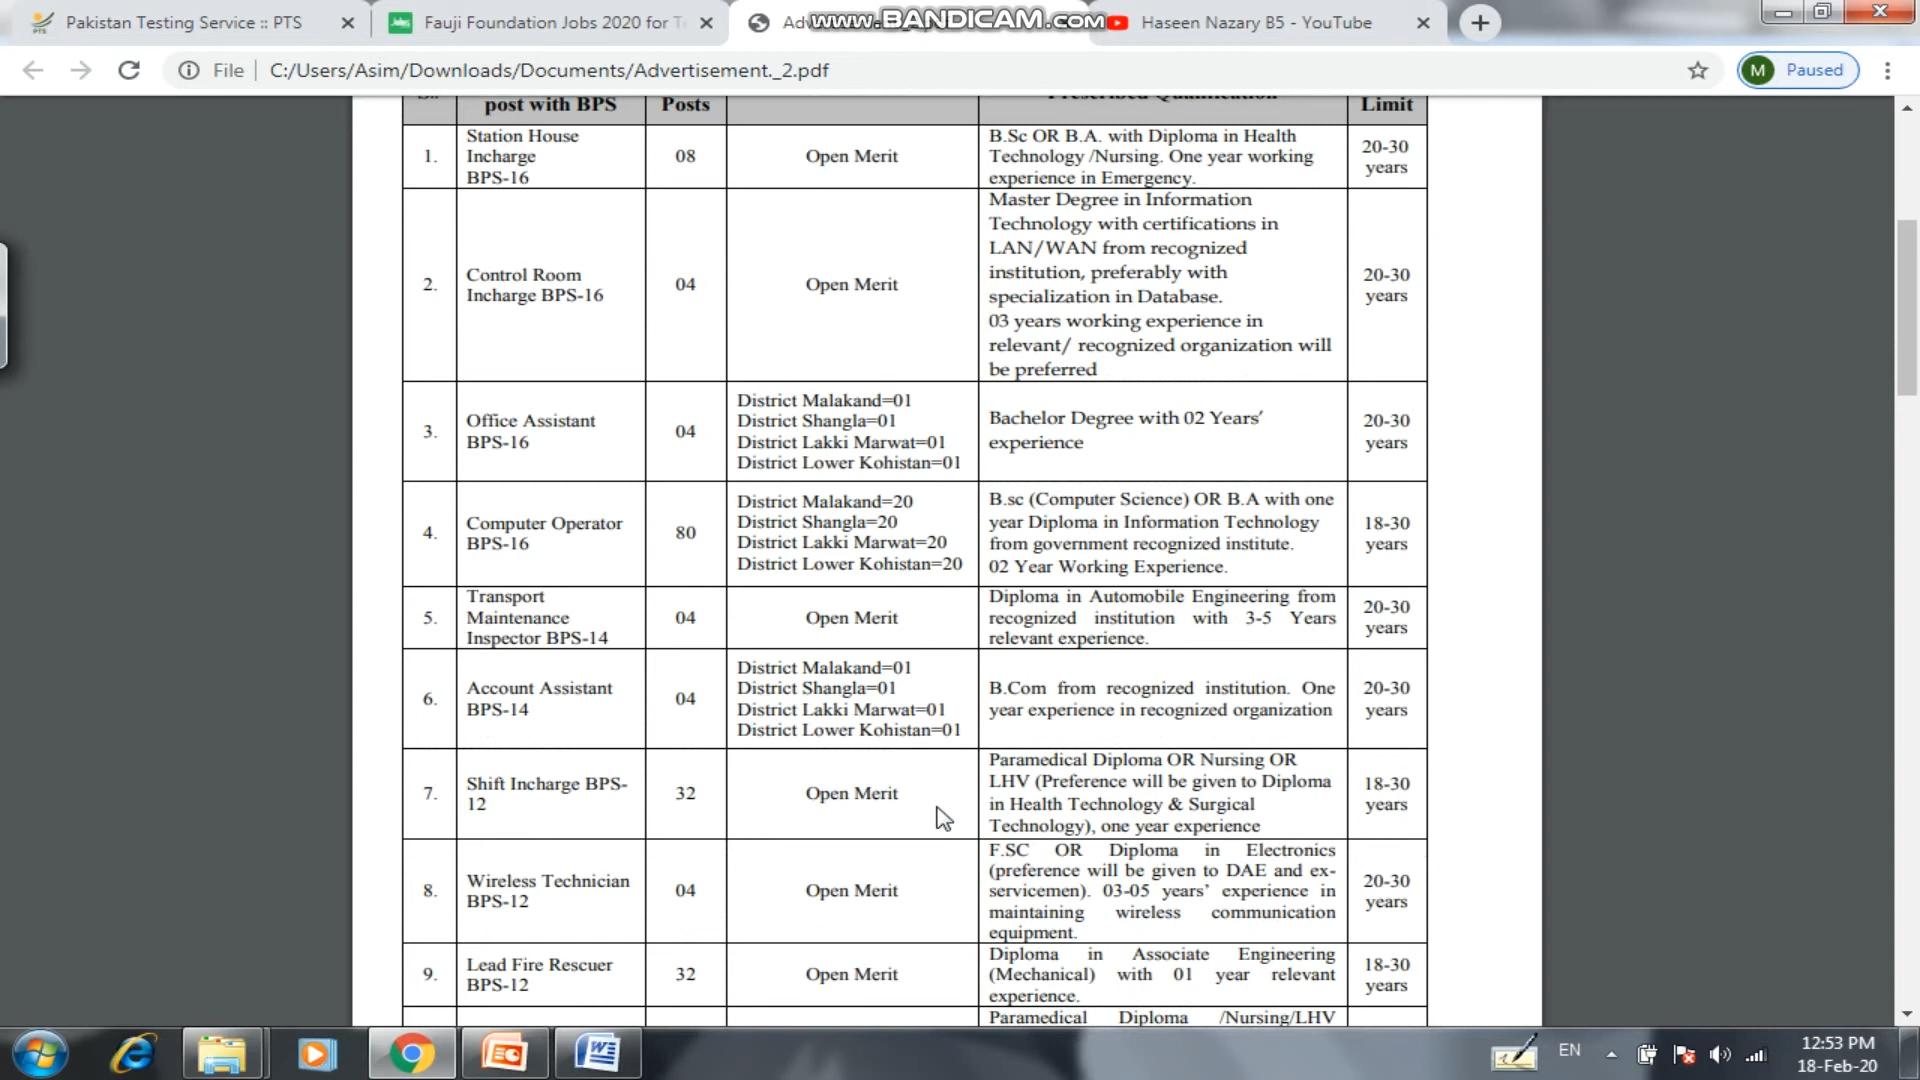 Pakistan Testing Service :: PTS
Fauji Foundation Jobs 2020 for Te
Adv
www.BANDICAM.com
Haseen Nazary B5 - YouTube
File
C:/Users/Asim/Downloads/Documents/Advertisement._2.pdf
M
Paused
post with BPS
Posts
Prescribed Qualification
Limit
1.
Station House
Incharge
BPS-16
08
Open Merit
B.Sc OR B.A. with Diploma in Health
Technology /Nursing. One year working
experience in Emergency.
20-30
years
2.
Control Room
Incharge BPS-16
04
Open Merit
Master Degree in Information
Technology with certifications in
LAN/WAN from recognized
institution, preferably with
specialization in Database.
03 years working experience in
relevant/ recognized organization will
be preferred
20-30
years
3.
Office Assistant
BPS-16
04
District Malakand=01
District Shangla=01
District Lakki Marwat=01
District Lower Kohistan=01
Bachelor Degree with 02 Years'
experience
20-30
years
4.
Computer Operator
BPS-16
80
District Malakand=20
District Shangla=20
District Lakki Marwat=20
District Lower Kohistan=20
B.sc (Computer Science) OR B.A with one
year Diploma in Information Technology
from government recognized institute.
02 Year Working Experience.
18-30
years
5.
Transport
Maintenance
Inspector BPS-14
04
Open Merit
Diploma in Automobile Engineering from
recognized institution with 3-5 Years
relevant experience.
20-30
years
6.
Account Assistant
BPS-14
04
District Malakand=01
District Shangla=01
District Lakki Marwat=01
District Lower Kohistan=01
B.Com from recognized institution. One
year experience in recognized organization
20-30
years
7.
Shift Incharge BPS-
12
32
Open Merit
Paramedical Diploma OR Nursing OR
LHV (Preference will be given to Diploma
in Health Technology & Surgical
Technology), one year experience
18-30
years
8.
Wireless Technician
BPS-12
04
Open Merit
F.SC OR Diploma in Electronics
(preference will be given to DAE and ex-
servicemen). 03-05 years' experience in
maintaining wireless communication
equipment.
20-30
years
9.
Lead Fire Rescuer
BPS-12
32
Open Merit
Diploma in Associate Engineering
(Mechanical) with 01 year relevant
experience.
18-30
years
Paramedical Diploma /Nursing/LHV
EN
12:53 PM
18-Feb-20